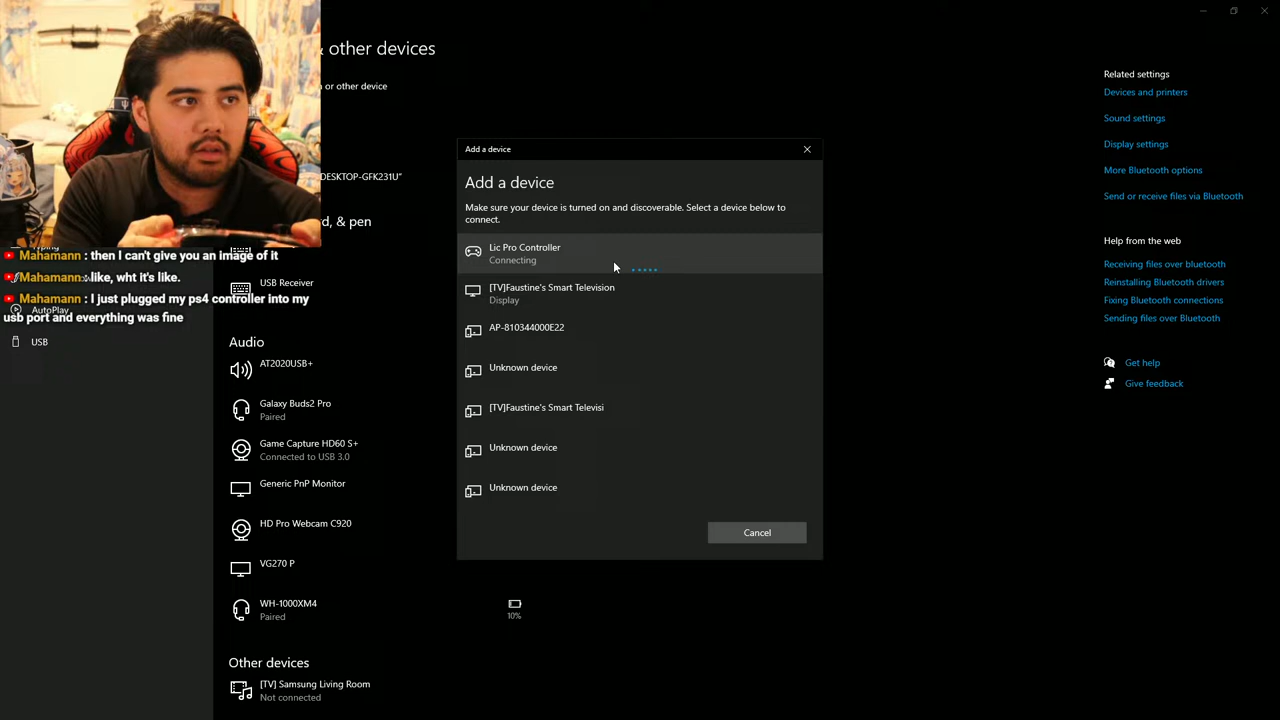 & other devices
n or other device
DESKTOP-GFK231U"
d, & pen
Typing
Mahamann : then I can't give you an image of it
Mahamann : like, wht it's like.
Mahamann : I just plugged my ps4 controller into my
usb port and everything was fine
AutoPlay
USB
USB Receiver
Audio
AT2020USB+
Galaxy Buds2 Pro
Paired
Game Capture HD60 S+
Connected to USB 3.0
Generic PnP Monitor
HD Pro Webcam C920
VG270 P
WH-1000XM4
Paired
10%
Other devices
[TV] Samsung Living Room
Not connected
Add a device
Add a device
Make sure your device is turned on and discoverable. Select a device below to
connect.
Lic Pro Controller
Connecting
[TV]Faustine's Smart Television
Display
AP-810344000E22
Unknown device
[TV]Faustine's Smart Televisi
Unknown device
Unknown device
Cancel
Related settings
Devices and printers
Sound settings
Display settings
More Bluetooth options
Send or receive files via Bluetooth
Help from the web
Receiving files over bluetooth
Reinstalling Bluetooth drivers
Fixing Bluetooth connections
Sending files over Bluetooth
Get help
Give feedback